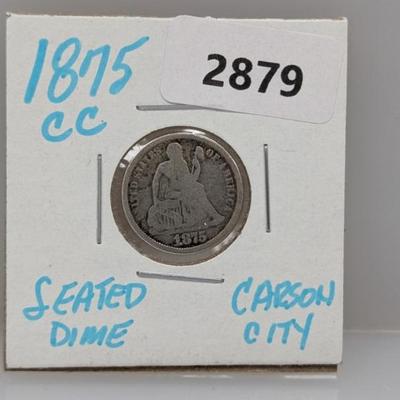 1875
CC
2879
UNITED STATES OF AMERICA
1875
SEATED
DIME
CARSON
CITY